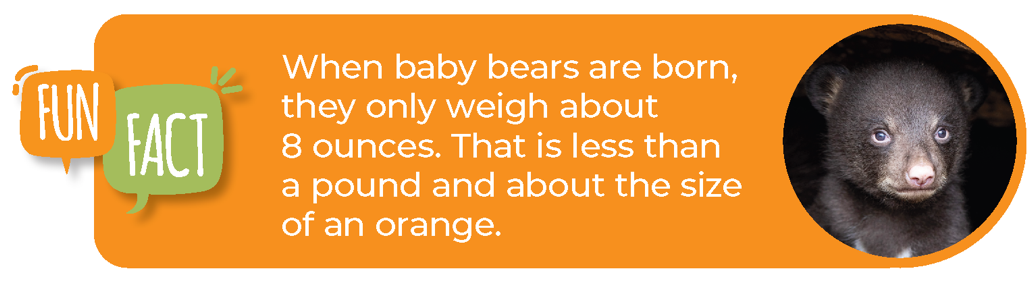 FUN
FACT
When baby bears are born,
they only weigh about
8 ounces. That is less than
a pound and about the size
of an orange.